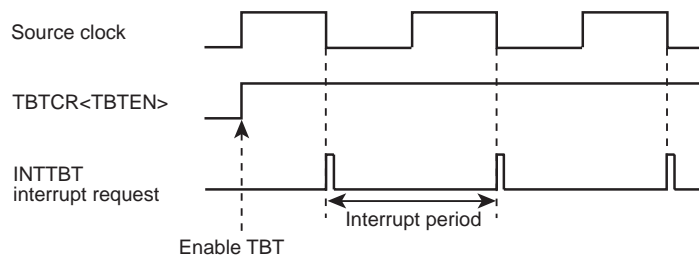 Source clock
TBTCR<TBTEN>
INTTBT
interrupt request
Interrupt period
Enable TBT